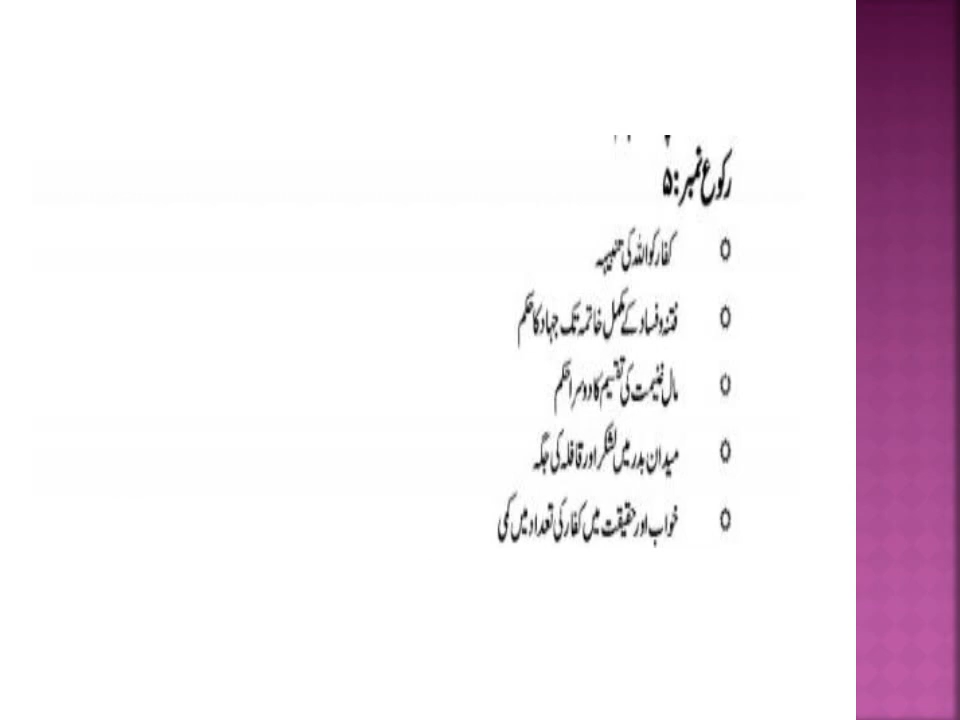 رکوع نمبر :۵
کفار کو اللہ کی تنبیہہ
فتنہ و فساد کے مکمل خاتمہ تک جہاد کا حکم
مال غنیمت کی تقسیم کا دوسرا حکم
میدان بدر میں لشکر اور قافلہ کی جگہ
خواب اور حقیقت میں کفار کی تعداد میں کمی